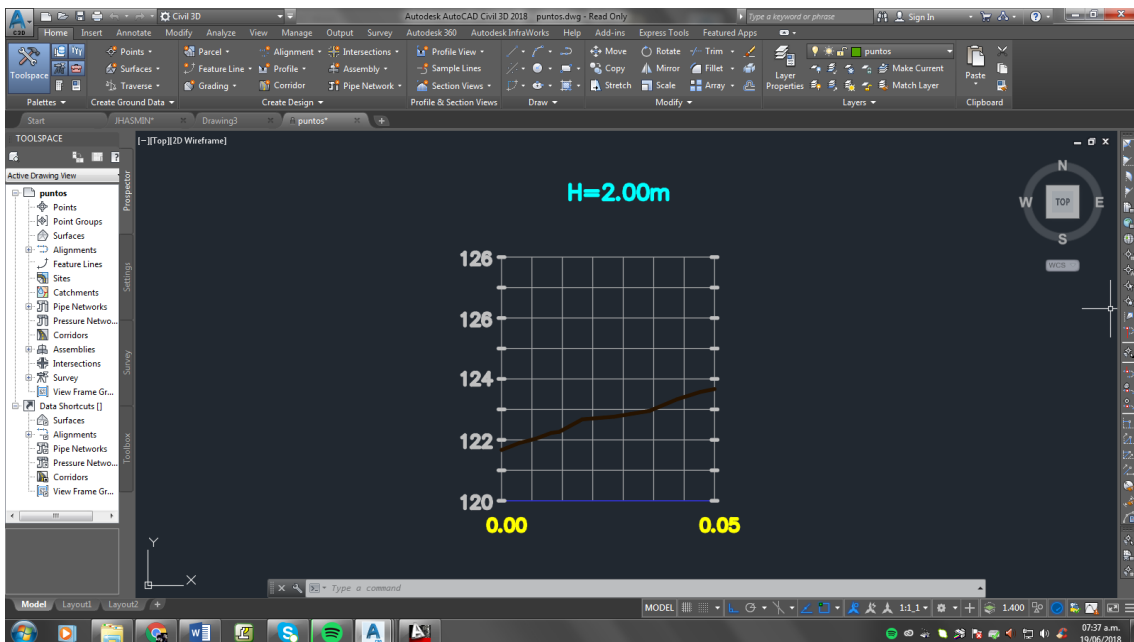 Civil 3D
Autodesk AutoCAD Civil 3D 2018 puntos.dwg - Read Only
Type a keyword or phrase
Sign In
C3D
Home Insert Annotate Modify Analyze View Manage Output Survey Autodesk 360 Autodesk InfraWorks Help Add-ins Express Tools Featured Apps
Toolspace
Points
Parcel
Alignment
Intersections
Profile View
Move
Rotate
Trim
puntos
Surfaces
Feature Line
Profile
Assembly
Sample Lines
Copy
Mirror
Fillet
Layer Properties
Make Current
Paste
Traverse
Grading
Corridor
Pipe Network
Section Views
Stretch
Scale
Array
Match Layer
Palettes
Create Ground Data
Create Design
Profile & Section Views
Draw
Modify
Layers
Clipboard
Start
JHASMIN*
Drawing3
puntos*
TOOLSPACE
[-][Top][2D Wireframe]
Active Drawing View
Prospector
Settings
Survey
Toolbox
puntos
Points
Point Groups
Surfaces
Alignments
Feature Lines
Sites
Catchments
Pipe Networks
Pressure Netwo...
Corridors
Assemblies
Intersections
Survey
View Frame Gr...
Data Shortcuts []
Surfaces
Alignments
Pipe Networks
Pressure Netwo...
Corridors
View Frame Gr...
H=2.00m
126
126
124
122
120
0.00
0.05
N
W
TOP
E
S
WCS
Y
X
Type a command
Model
Layout1
Layout2
MODEL
1:1_1
1.400
07:37 a.m.
19/06/2018